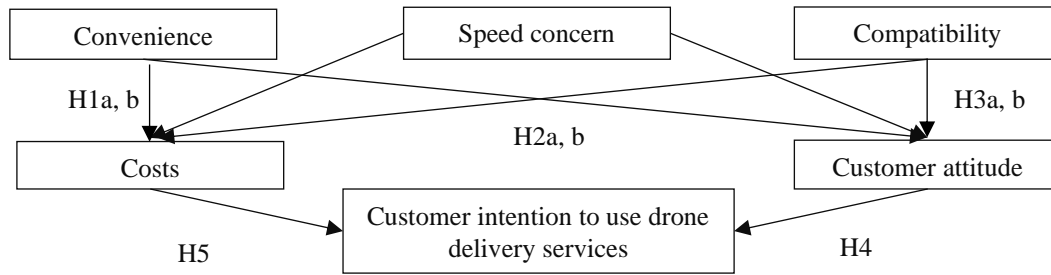 Convenience
Speed concern
Compatibility
H1a, b
H3a, b
H2a, b
Costs
Customer attitude
Customer intention to use drone
delivery services
H5
H4